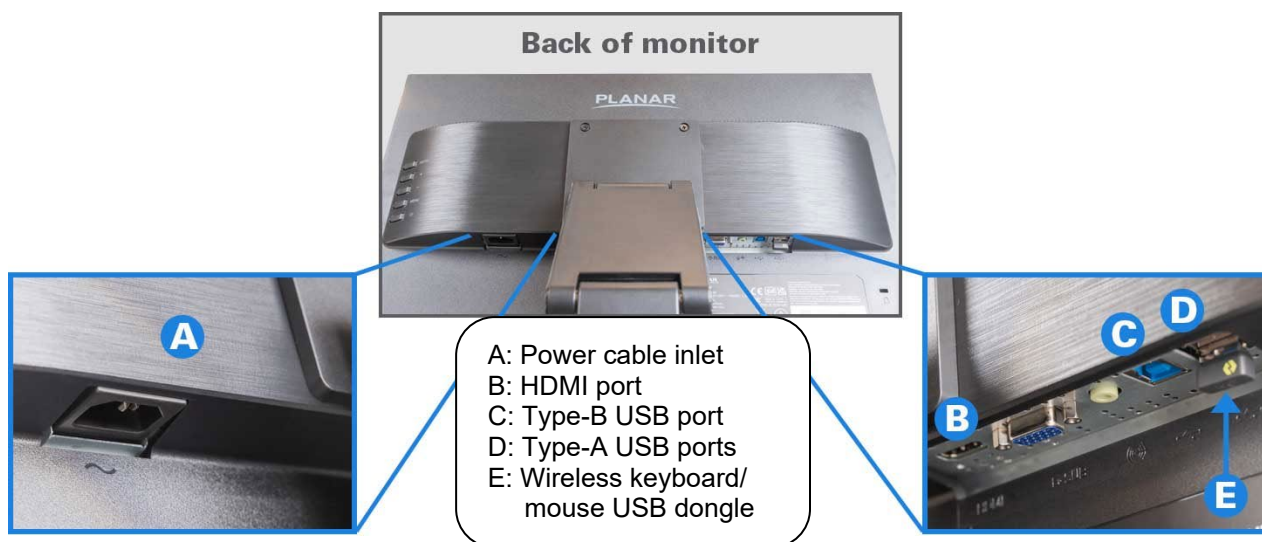 Back of monitor
PLANAR
A
A: Power cable inlet
B: HDMI port
C: Type-B USB port
D: Type-A USB ports
E: Wireless keyboard/
mouse USB dongle
D
C
B
E